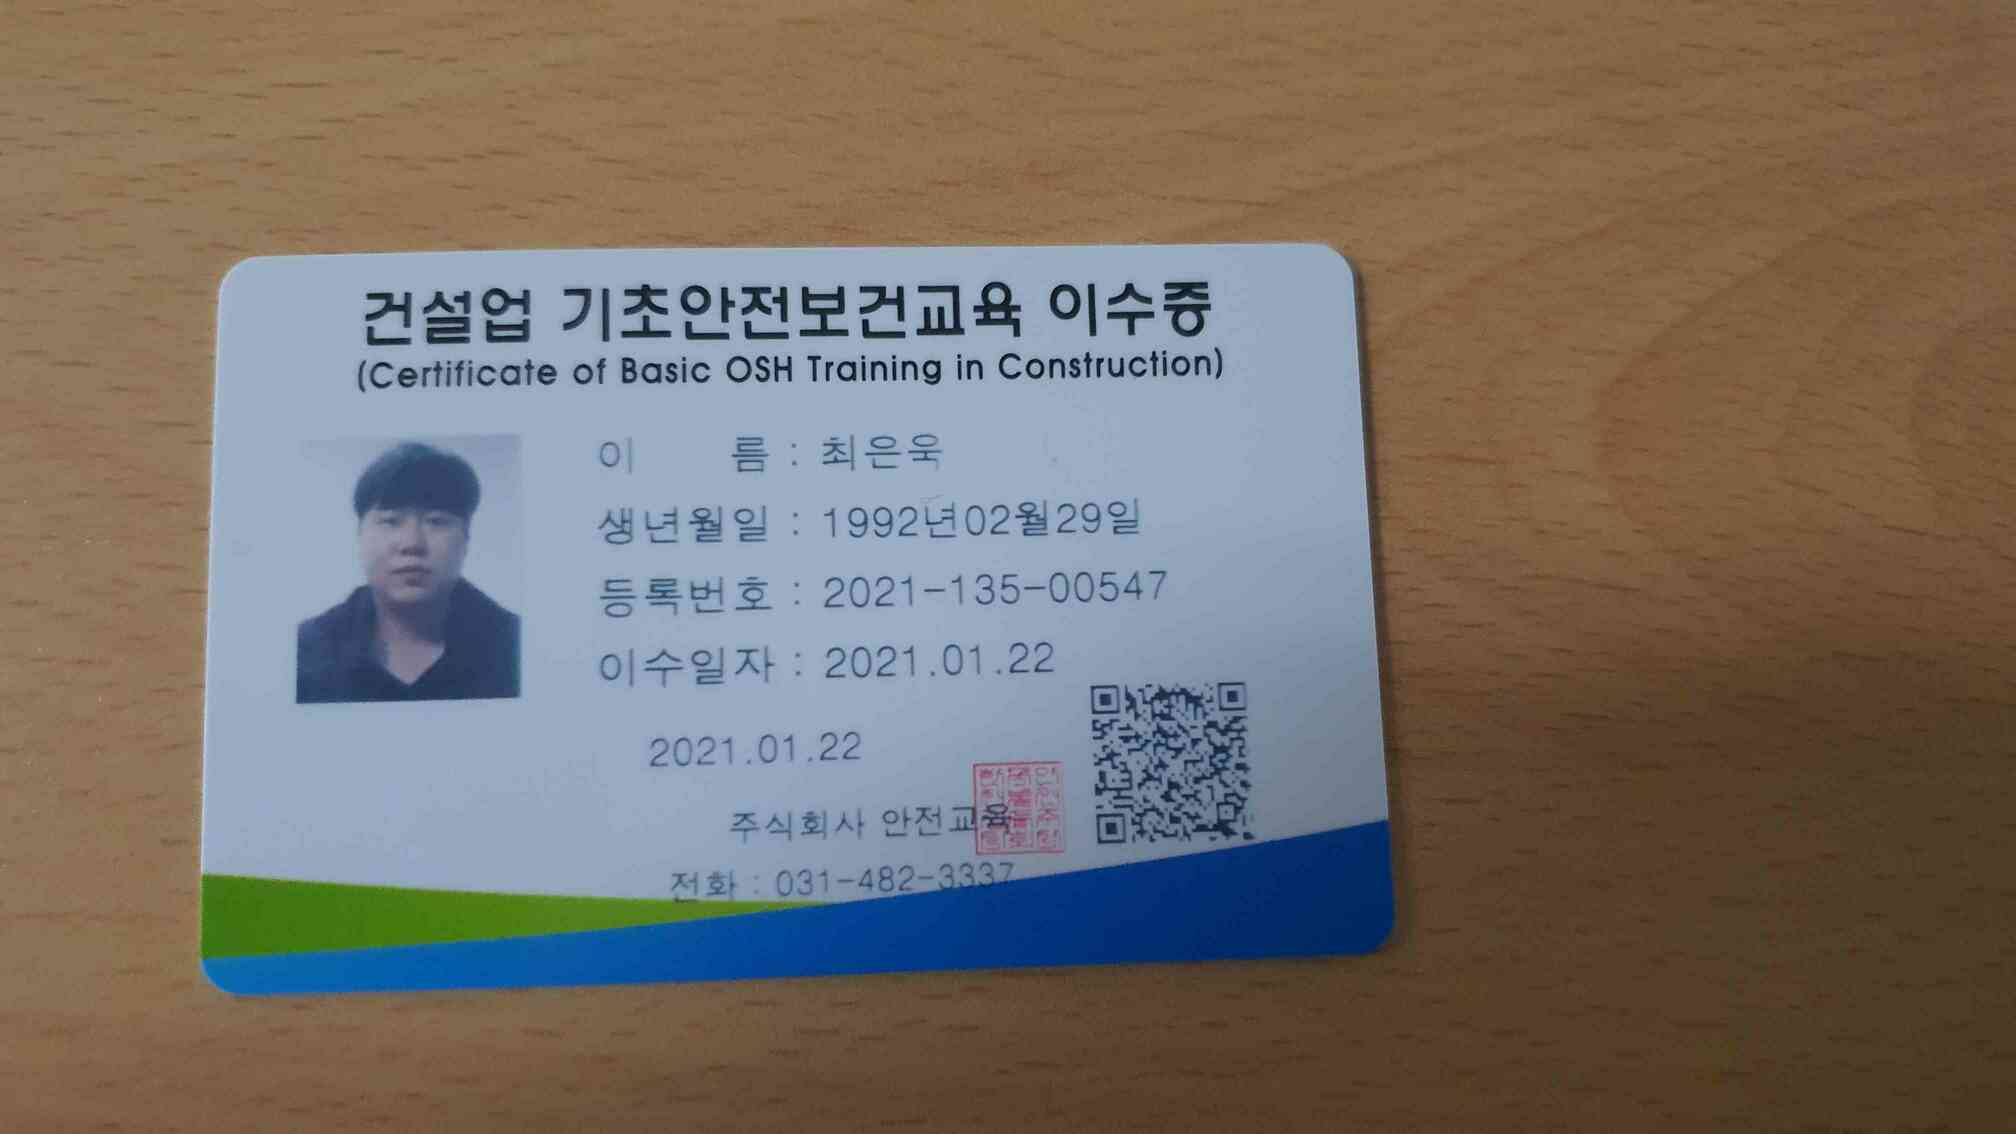 건설업 기초안전보건교육 이수증
(Certificate of Basic OSH Training in Construction)
이 름 : 최은욱
생년월일 : 1992년02월29일
등록번호 : 2021-135-00547
이수일자 : 2021.01.22
2021.01.22
주식회사 안전교육
전화 : 031-482-3337